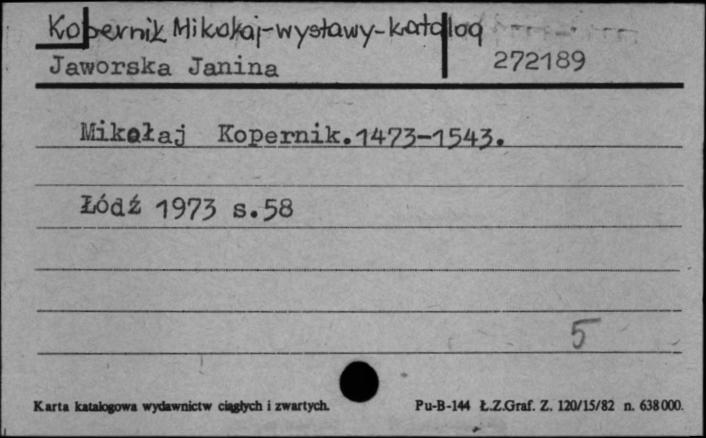 Kopernik Mikołaj-wystawy-katalog
Jaworska Janina 272189
Mikołaj Kopernik.1473-1543.
Łódź 1973 s.58
5
Karta katalogowa wydawnictw ciągłych i zwartych. Pu-B-144 Ł.Z.Graf. Z. 120/15/82 n. 638000.